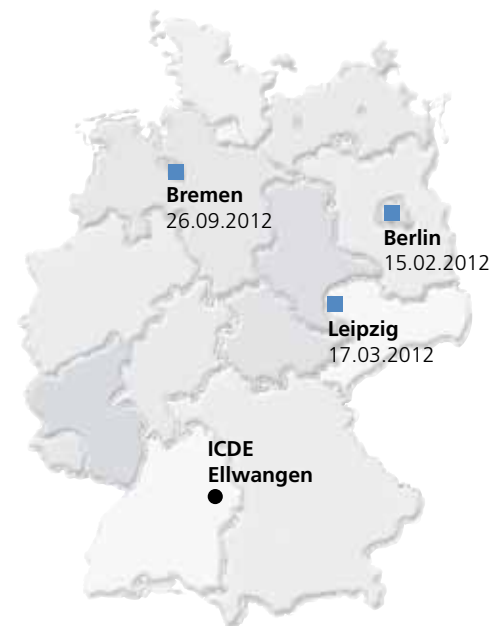 Bremen
26.09.2012
Berlin
15.02.2012
Leipzig
17.03.2012
ICDE
Ellwangen